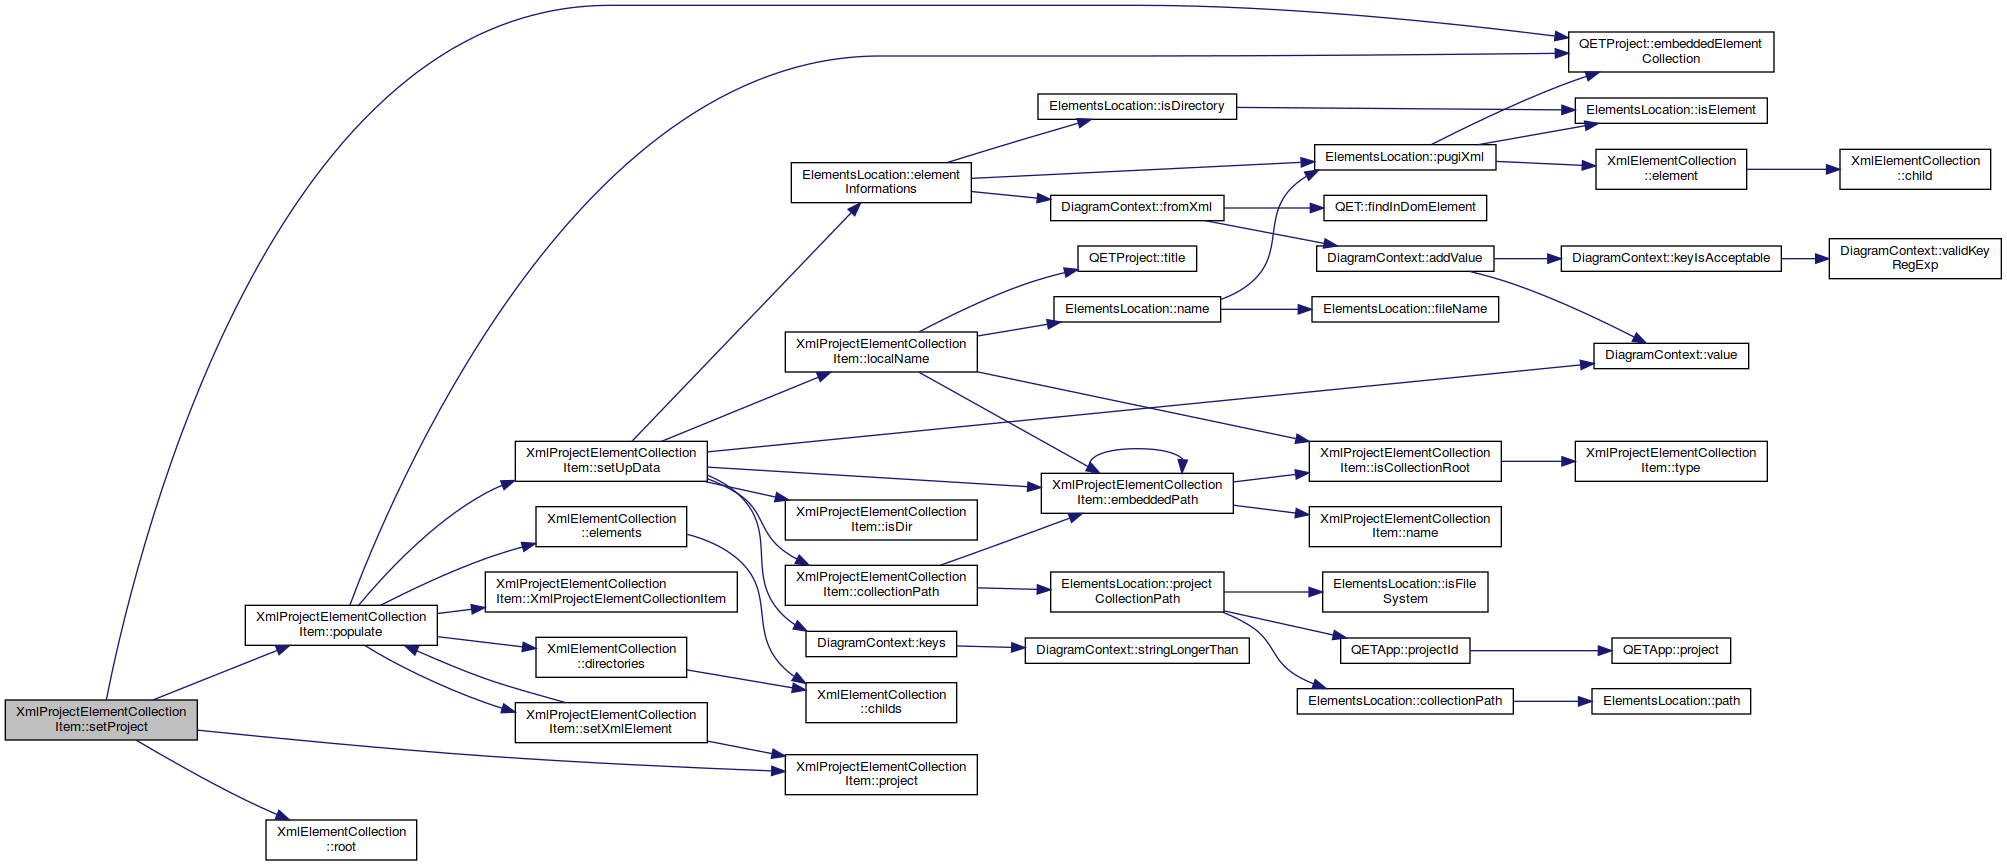 XmlProjectElementCollection
Item::setProject
XmlProjectElementCollection
Item::populate
XmlElementCollection
::root
XmlProjectElementCollection
Item::setUpData
XmlElementCollection
::elements
XmlProjectElementCollection
Item::XmlProjectElementCollectionItem
XmlElementCollection
::directories
XmlProjectElementCollection
Item::setXmlElement
ElementsLocation::element
Informations
XmlProjectElementCollection
Item::localName
XmlProjectElementCollection
Item::isDir
XmlProjectElementCollection
Item::collectionPath
DiagramContext::keys
XmlElementCollection
::childs
XmlProjectElementCollection
Item::project
ElementsLocation::isDirectory
DiagramContext::fromXml
QETProject::title
ElementsLocation::name
XmlProjectElementCollection
Item::embeddedPath
ElementsLocation::project
CollectionPath
DiagramContext::stringLongerThan
ElementsLocation::pugiXml
QET::findInDomElement
DiagramContext::addValue
ElementsLocation::fileName
XmlProjectElementCollection
Item::isCollectionRoot
XmlProjectElementCollection
Item::name
ElementsLocation::isFile
System
QETApp::projectId
ElementsLocation::collectionPath
QETProject::embeddedElement
Collection
ElementsLocation::isElement
XmlElementCollection
::element
DiagramContext::keyIsAcceptable
DiagramContext::value
XmlProjectElementCollection
Item::type
QETApp::project
ElementsLocation::path
XmlElementCollection
::child
DiagramContext::validKey
RegExp